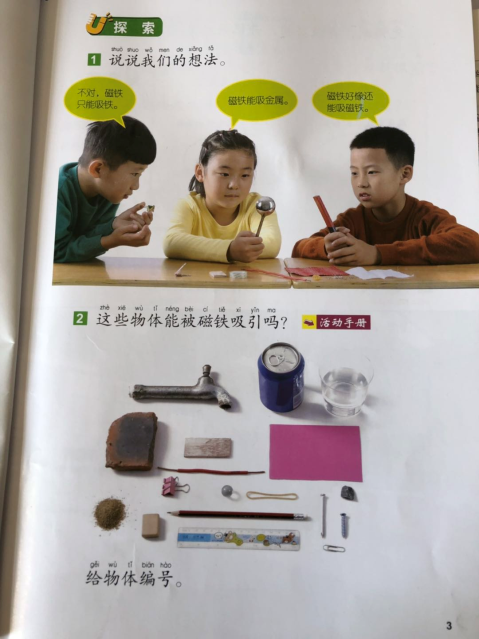 探 索
shuō shuo wǒ men de xiǎng fǎ
1 说说我们的想法。
不对，磁铁
只能吸铁。
磁铁能吸金属。
磁铁好像还
能吸磁铁。
zhè xiē wù tǐ néng bèi cí tiě xī yǐn ma
2 这些物体能被磁铁吸引吗？ 活动手册
gěi wù tǐ biān hào
给物体编号。
3